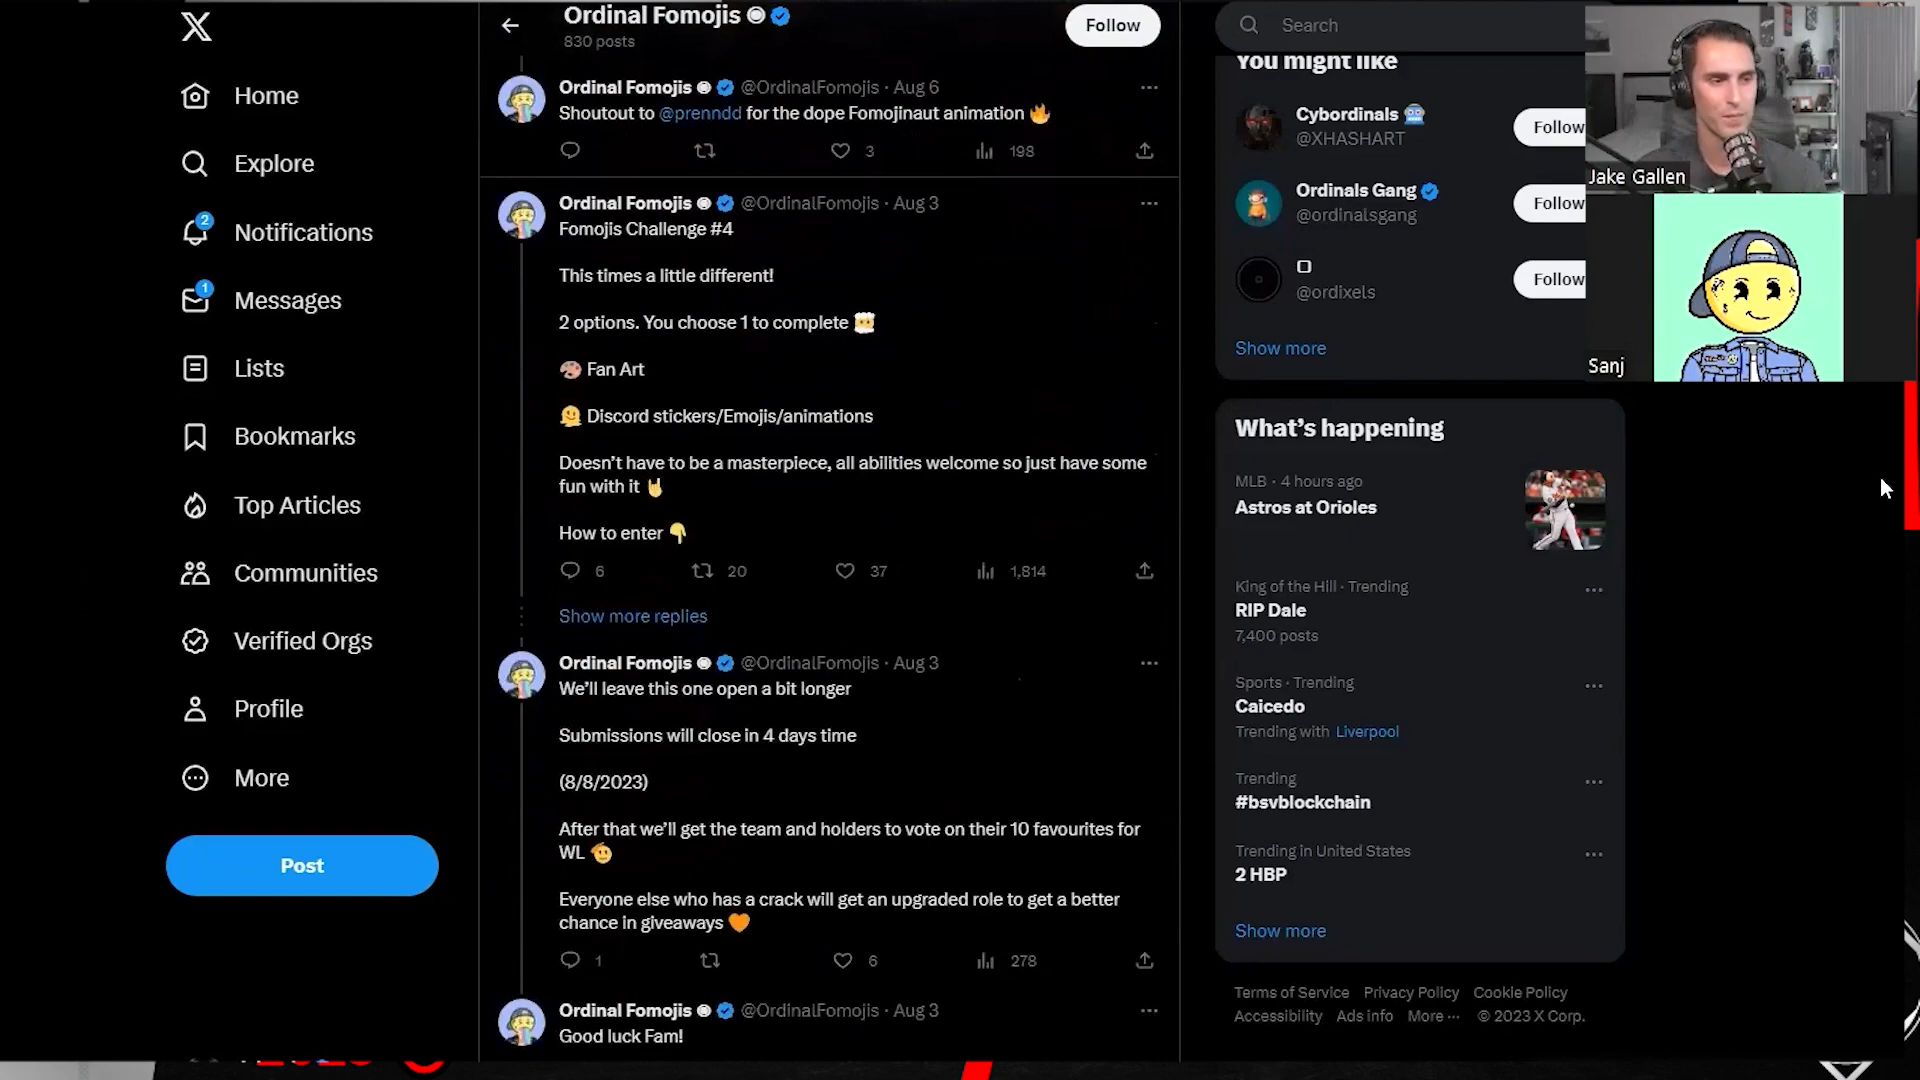 Home
Explore
2
Notifications
1
Messages
Lists
Bookmarks
Top Articles
Communities
Verified Orgs
Profile
More
Post
Ordinal Fomojis
830 posts
Follow
Ordinal Fomojis @OrdinalFomojis · Aug 6
Shoutout to @prenndd for the dope Fomojinaut animation 🔥
3 198
Ordinal Fomojis @OrdinalFomojis · Aug 3
Fomojis Challenge #4
This times a little different!
2 options. You choose 1 to complete
🎨 Fan Art
Discord stickers/Emojis/animations
Doesn't have to be a masterpiece, all abilities welcome so just have some
fun with it 🤘
How to enter 👇
6 20 37 1,814
Show more replies
Ordinal Fomojis @OrdinalFomojis · Aug 3
We'll leave this one open a bit longer
Submissions will close in 4 days time
(8/8/2023)
After that we'll get the team and holders to vote on their 10 favourites for
WL 🫡
Everyone else who has a crack will get an upgraded role to get a better
chance in giveaways 🧡
1 6 278
Ordinal Fomojis @OrdinalFomojis · Aug 3
Good luck Fam!
Search
You might like
Cybordinals 🤖
@XHASHART
Follow
Ordinals Gang
@ordinalsgang
Follow
@ordixels
Follow
Show more
What's happening
MLB · 4 hours ago
Astros at Orioles
King of the Hill · Trending
RIP Dale
7,400 posts
Sports · Trending
Caicedo
Trending with Liverpool
Trending
#bsvblockchain
Trending in United States
2 HBP
Show more
Terms of Service Privacy Policy Cookie Policy
Accessibility Ads info More ··· © 2023 X Corp.
Jake Gallen
Sanj